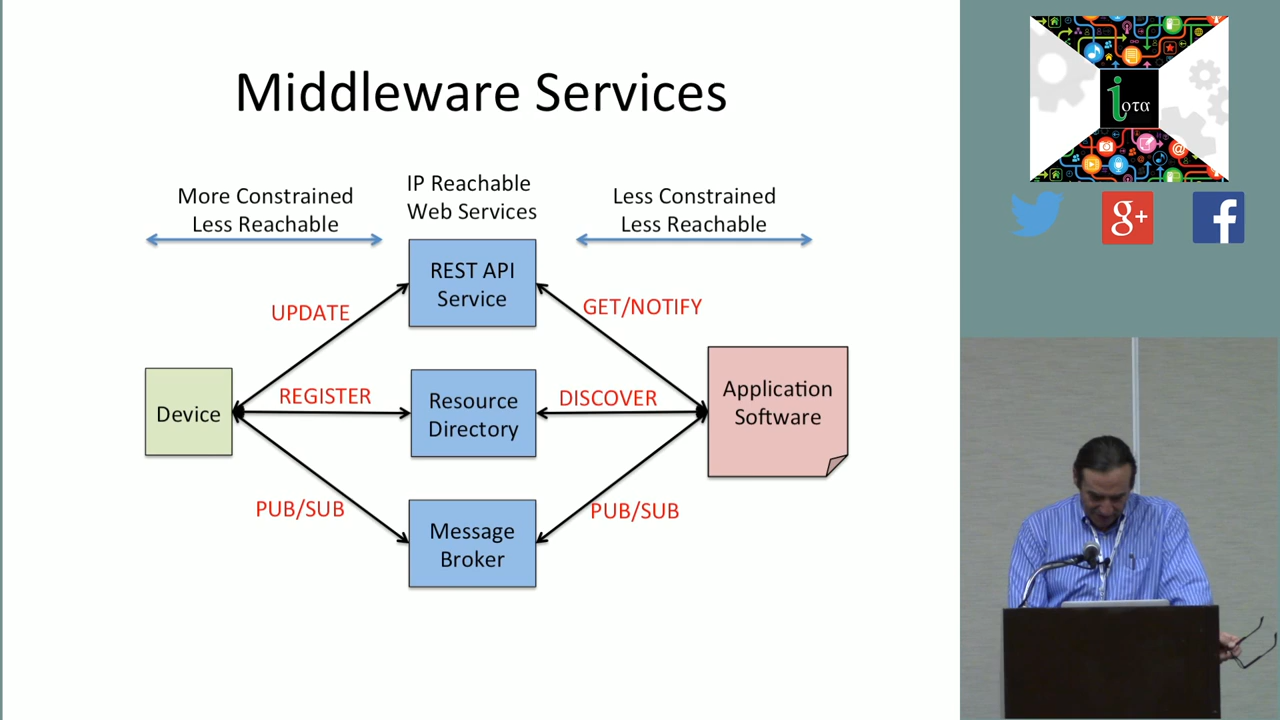 Middleware Services
More Constrained
Less Reachable
IP Reachable
Web Services
Less Constrained
Less Reachable
REST API
Service
UPDATE
GET/NOTIFY
Device
REGISTER
Resource
Directory
DISCOVER
Application
Software
PUB/SUB
Message
Broker
PUB/SUB
iοτα
g+
f